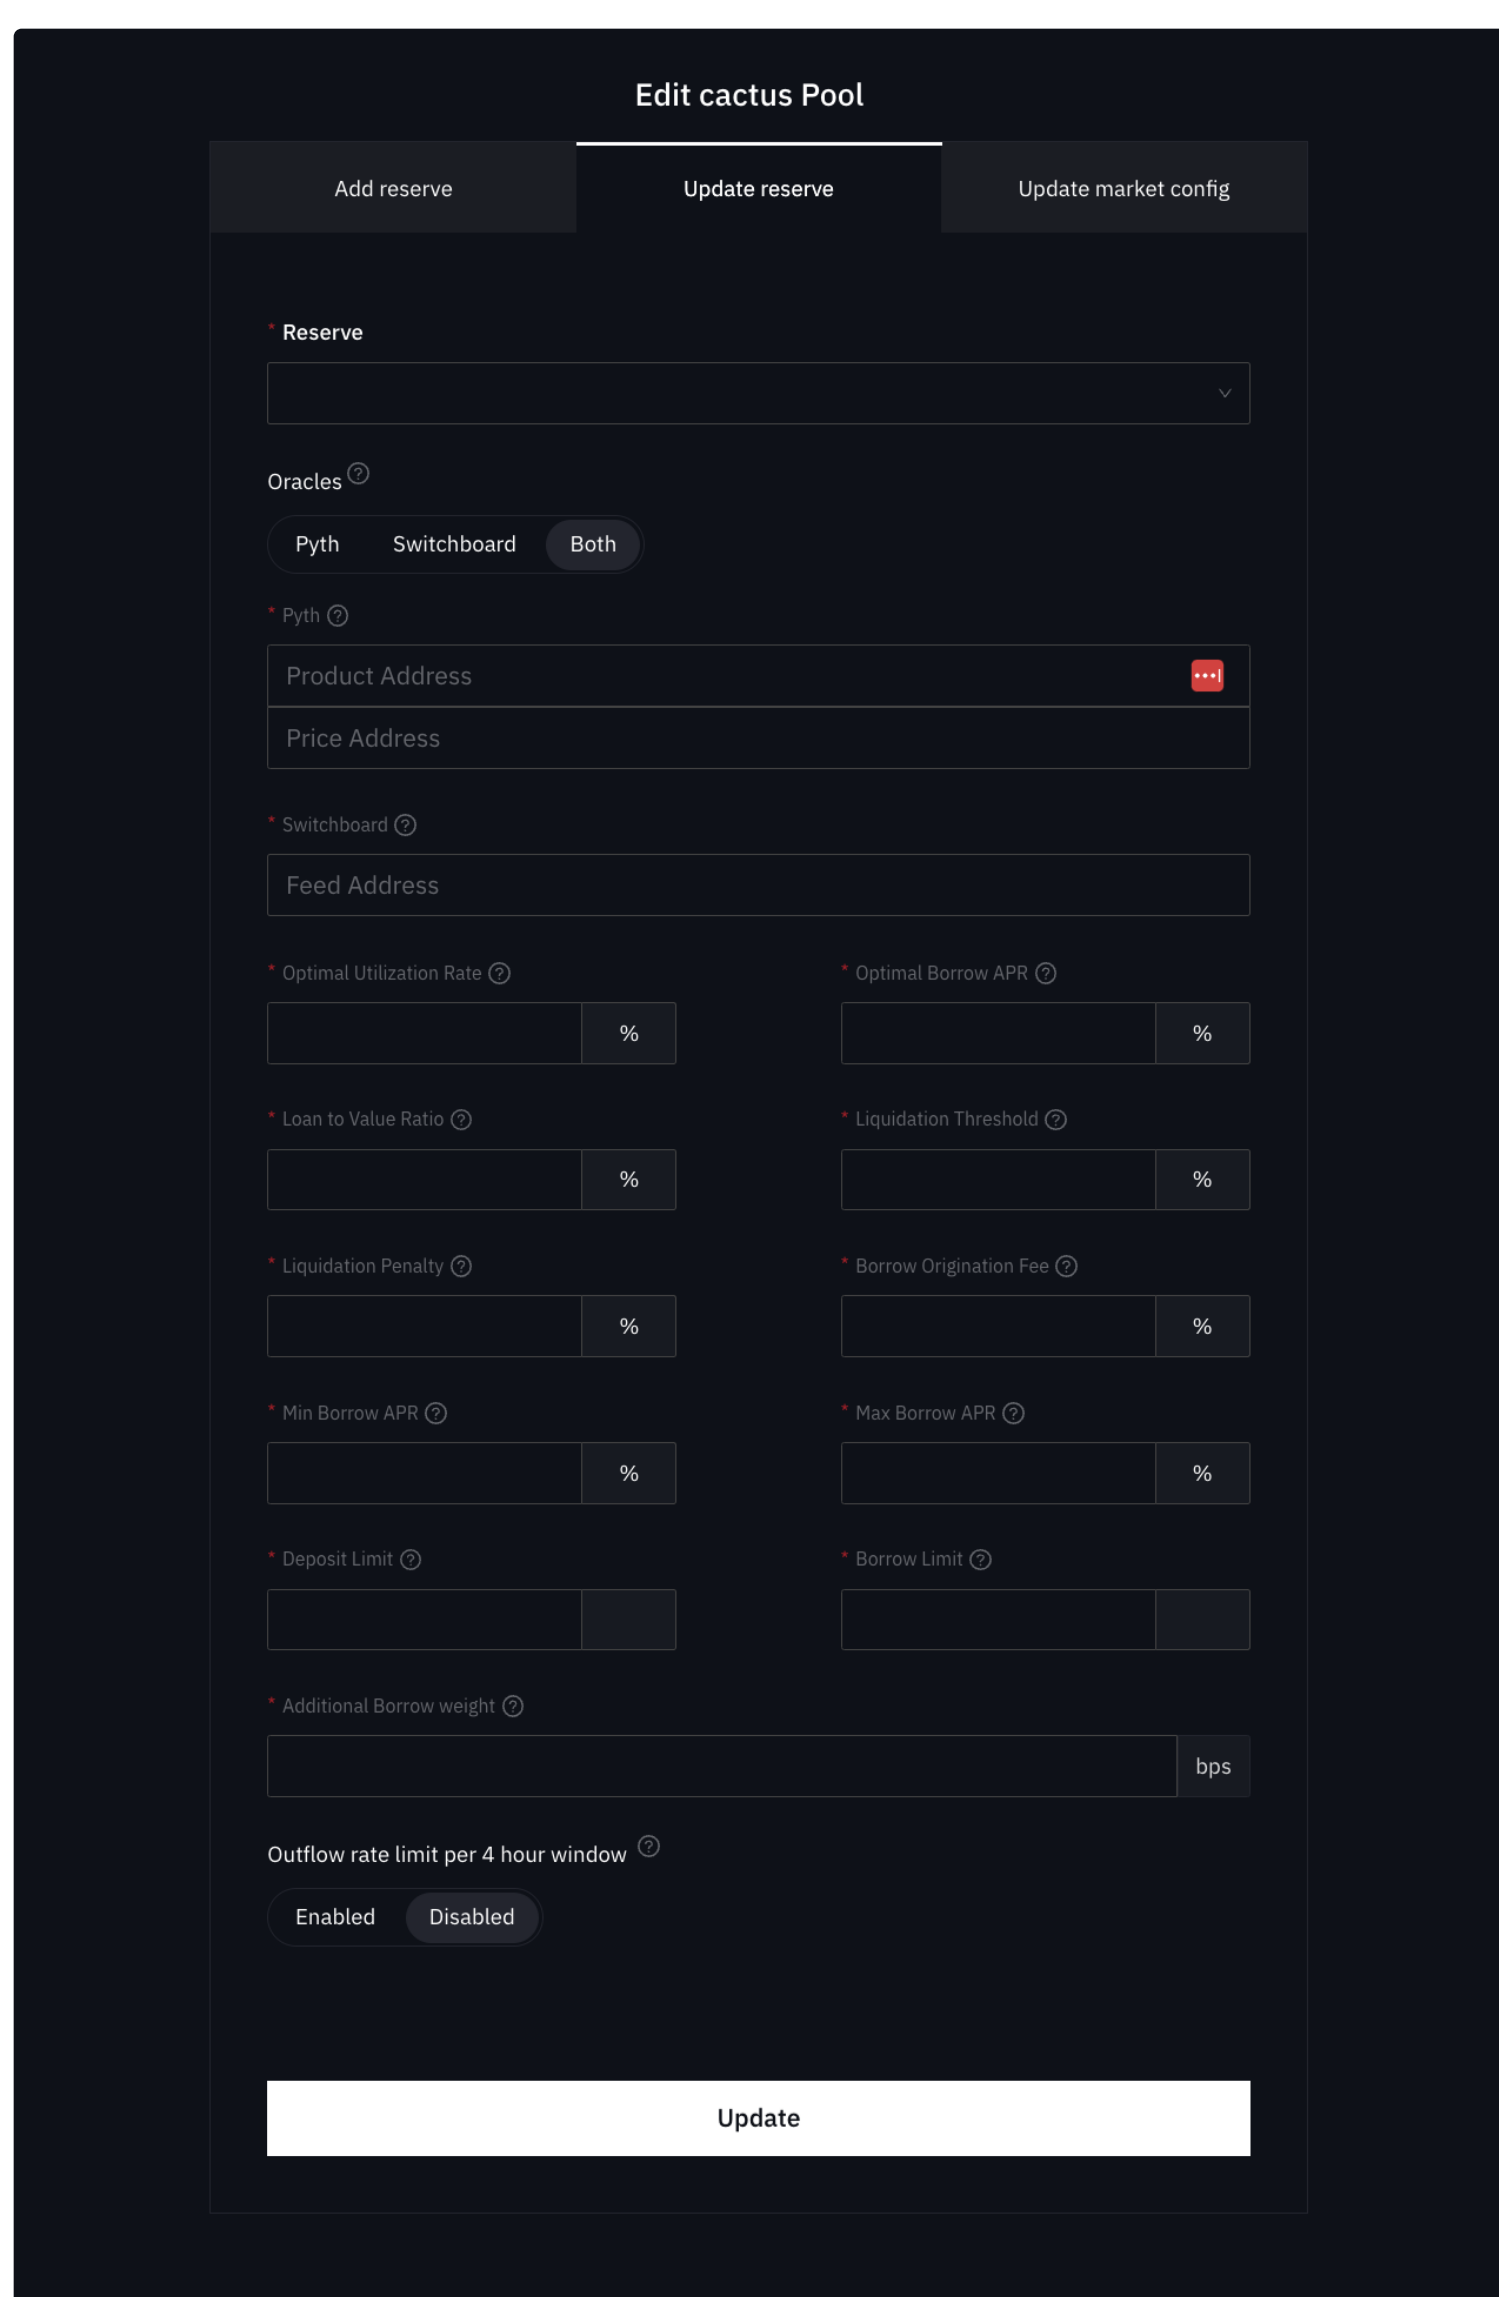 Edit cactus Pool
Add reserve Update reserve Update market config
* Reserve
Oracles ?
Pyth Switchboard Both
* Pyth ?
Product Address
Price Address
* Switchboard ?
Feed Address
* Optimal Utilization Rate ? * Optimal Borrow APR ?
% %
* Loan to Value Ratio ? * Liquidation Threshold ?
% %
* Liquidation Penalty ? * Borrow Origination Fee ?
% %
* Min Borrow APR ? * Max Borrow APR ?
% %
* Deposit Limit ? * Borrow Limit ?
* Additional Borrow weight ?
bps
Outflow rate limit per 4 hour window ?
Enabled Disabled
Update